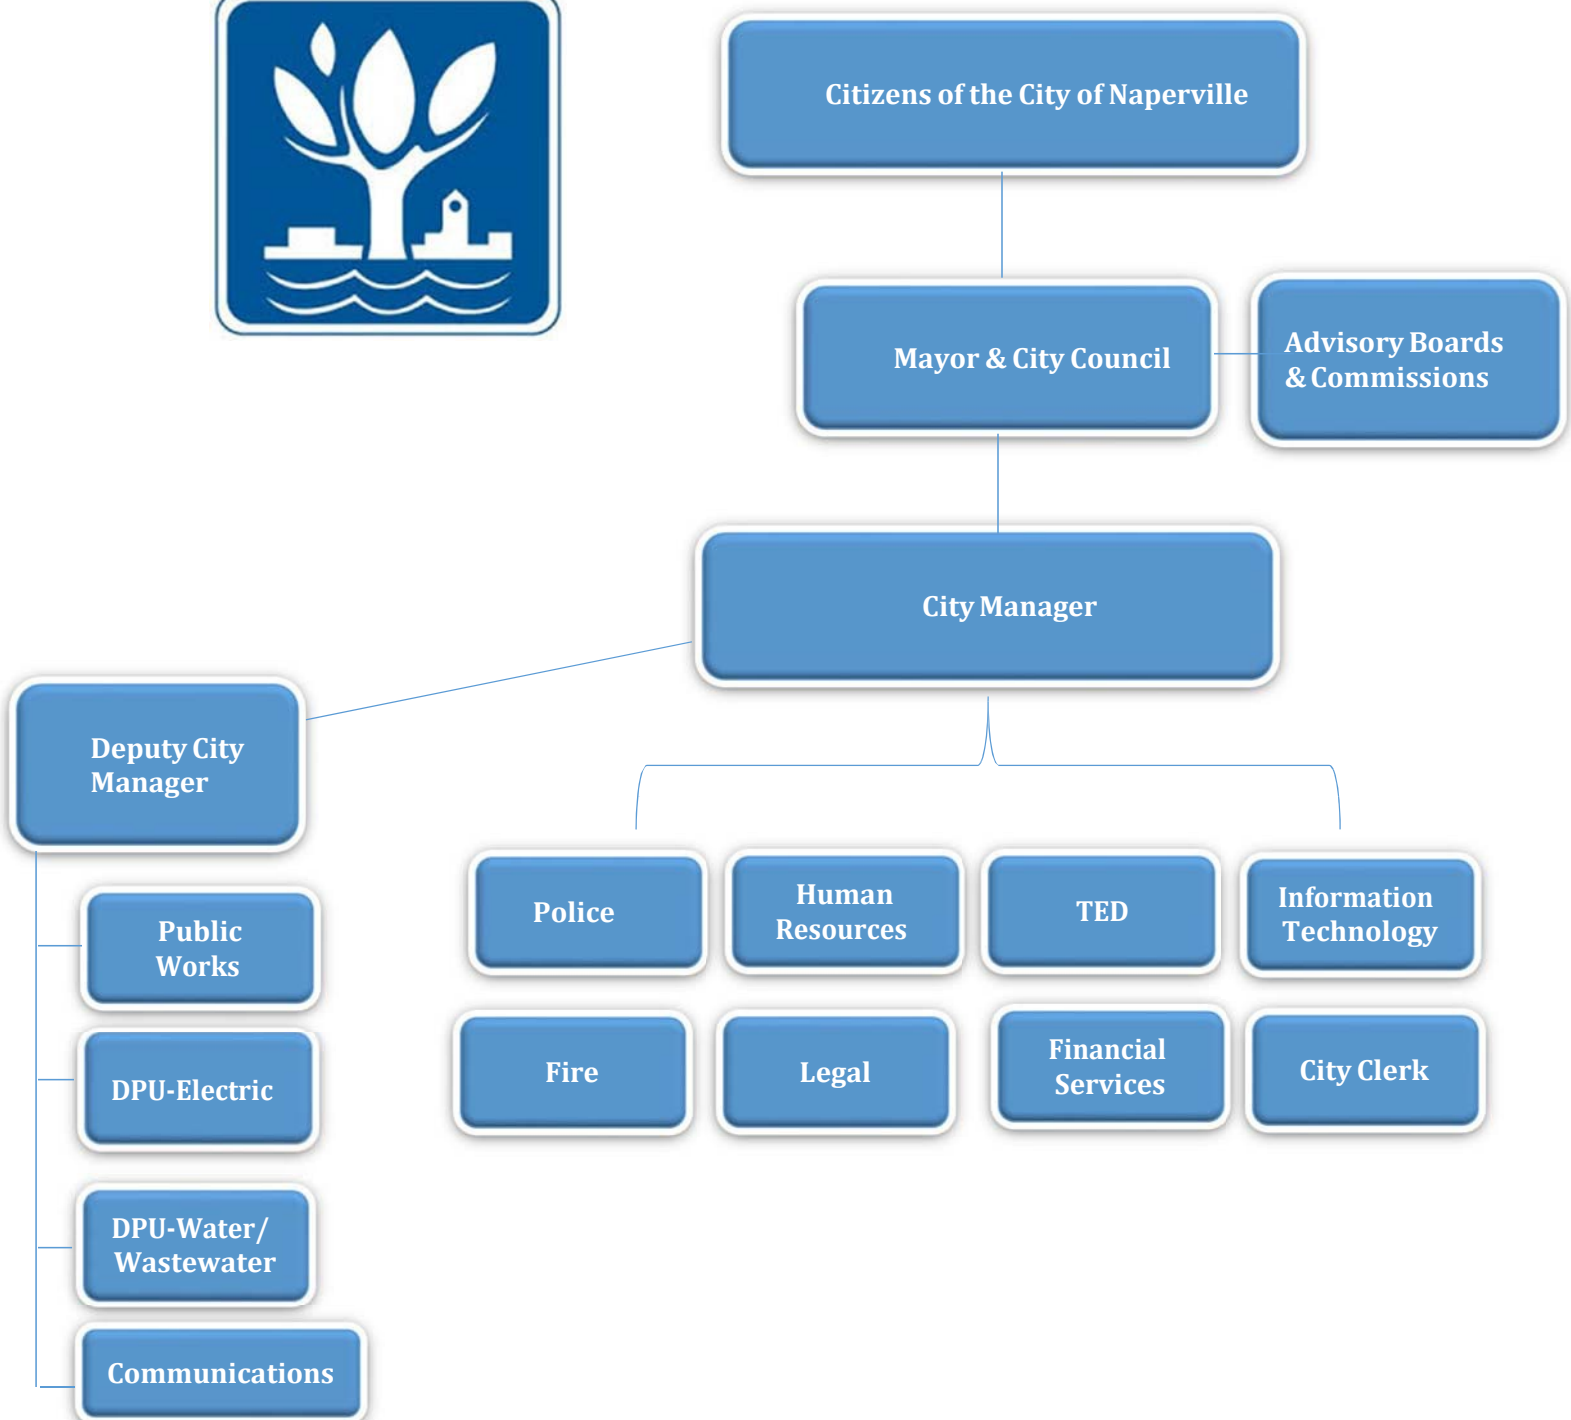 Citizens of the City of Naperville
Mayor & City Council
Advisory Boards
& Commissions
City Manager
Deputy City
Manager
Public
Works
DPU-Electric
DPU-Water/
Wastewater
Communications
Police
Human
Resources
TED
Information
Technology
Fire
Legal
Financial
Services
City Clerk